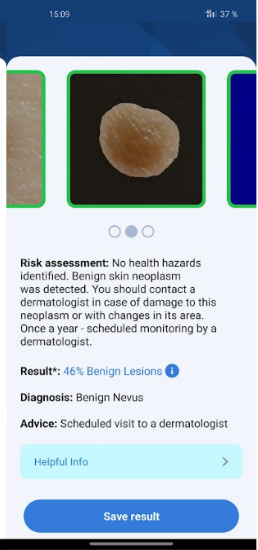 15:09
37 %
Risk assessment: No health hazards
identified. Benign skin neoplasm
was detected. You should contact a
dermatologist in case of damage to this
neoplasm or with changes in its area.
Once a year - scheduled monitoring by a
dermatologist.
Result*: 46% Benign Lesions
Diagnosis: Benign Nevus
Advice: Scheduled visit to a dermatologist
Helpful Info
Save result